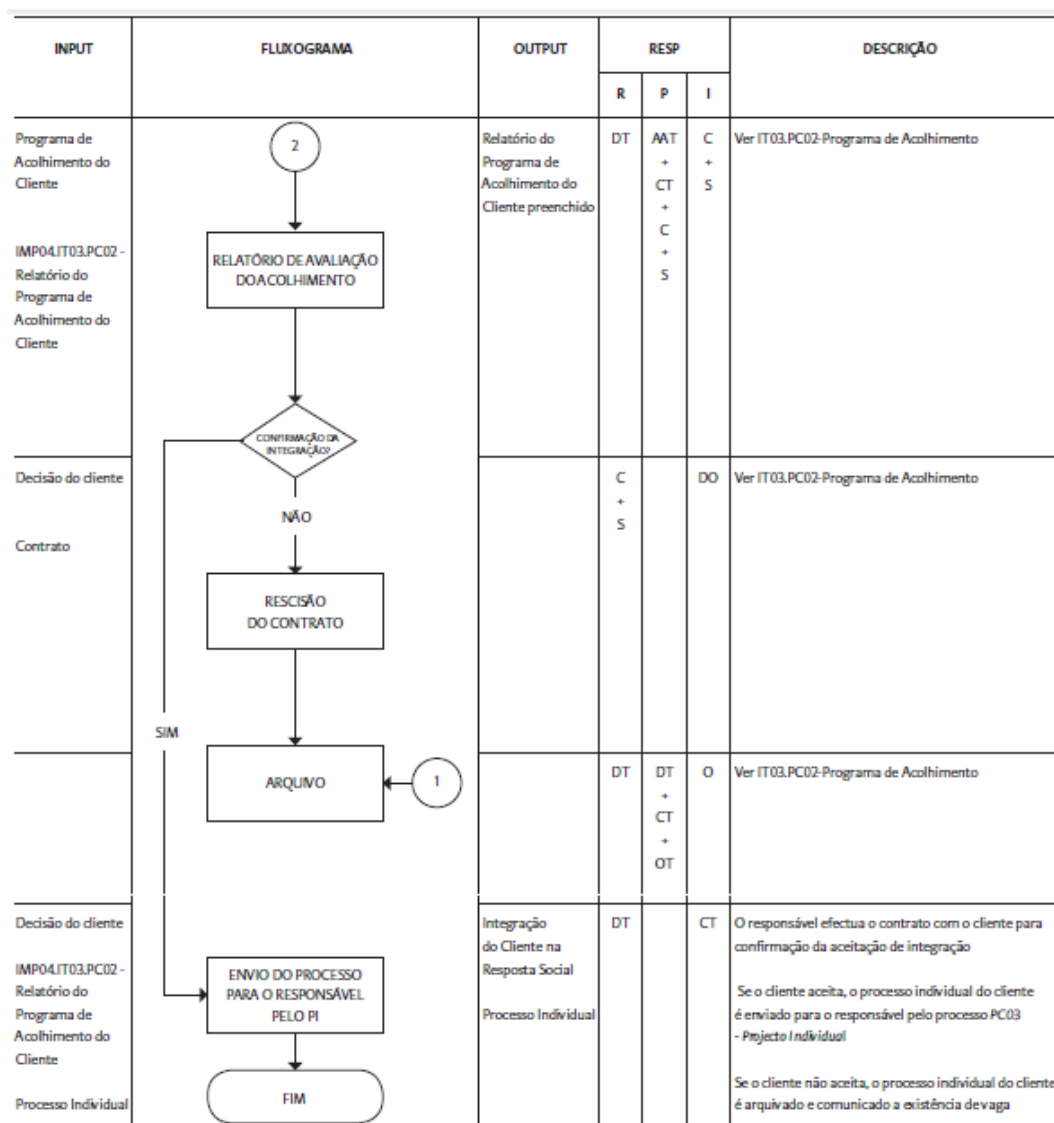 INPUT
FLUXOGRAMA
OUTPUT
RESP
DESCRIÇÃO
R
P
I
Programa de
Acolhimento do
Cliente
IMP04.IT03.PC02 -
Relatório do
Programa de
Acolhimento do
Cliente
2
RELATÓRIO DE AVALIAÇÃO
DO ACOLHIMENTO
CONFIRMAÇÃO DA
INTEGRAÇÃO?
Relatório do
Programa de
Acolhimento do
Cliente preenchido
DT
AAT
+
CT
+
C
+
S
C
+
S
Ver IT03.PC02-Programa de Acolhimento
Decisão do cliente
Contrato
NÃO
RESCISÃO
DO CONTRATO
SIM
C
+
S
DO
Ver IT03.PC02-Programa de Acolhimento
ARQUIVO
1
DT
DT
+
CT
+
OT
O
Ver IT03.PC02-Programa de Acolhimento
Decisão do cliente
IMP04.IT03.PC02 -
Relatório do
Programa de
Acolhimento do
Cliente
Processo Individual
ENVIO DO PROCESSO
PARA O RESPONSÁVEL
PELO PI
FIM
Integração
do Cliente na
Resposta Social
Processo Individual
DT
CT
O responsável efectua o contrato com o cliente para
confirmação da aceitação de integração
Se o cliente aceita, o processo individual do cliente
é enviado para o responsável pelo processo PC03
- Projecto Individual
Se o cliente não aceita, o processo individual do cliente
é arquivado e comunicado a existência de vaga